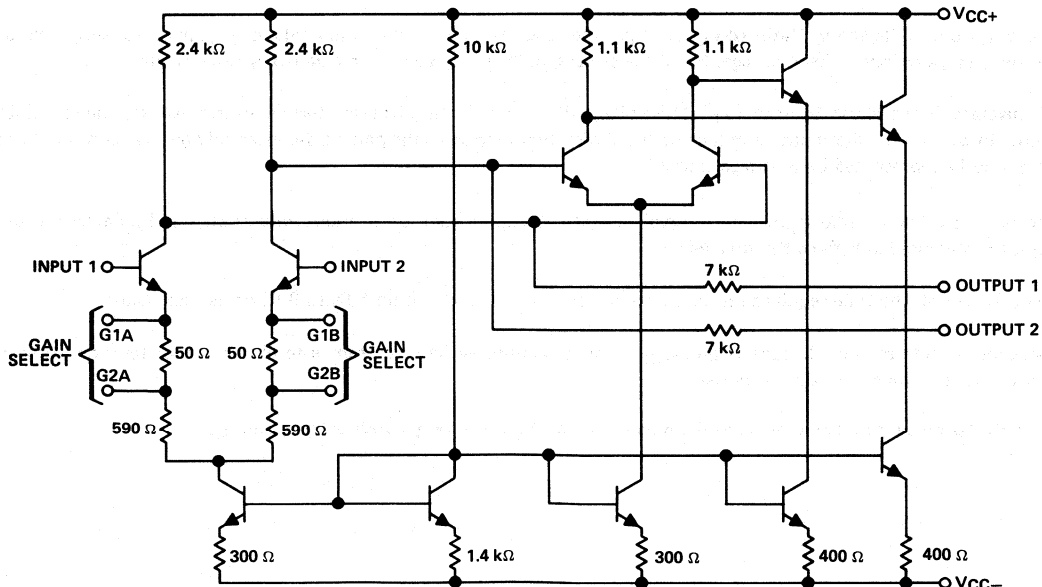 VCC+
2.4 kΩ
2.4 kΩ
10 kΩ
1.1 kΩ
1.1 kΩ
INPUT 1
INPUT 2
7 kΩ
OUTPUT 1
G1A
G1B
OUTPUT 2
GAIN
SELECT
50 Ω
50 Ω
GAIN
SELECT
7 kΩ
G2A
G2B
590 Ω
590 Ω
300 Ω
1.4 kΩ
300 Ω
400 Ω
400 Ω
VCC−